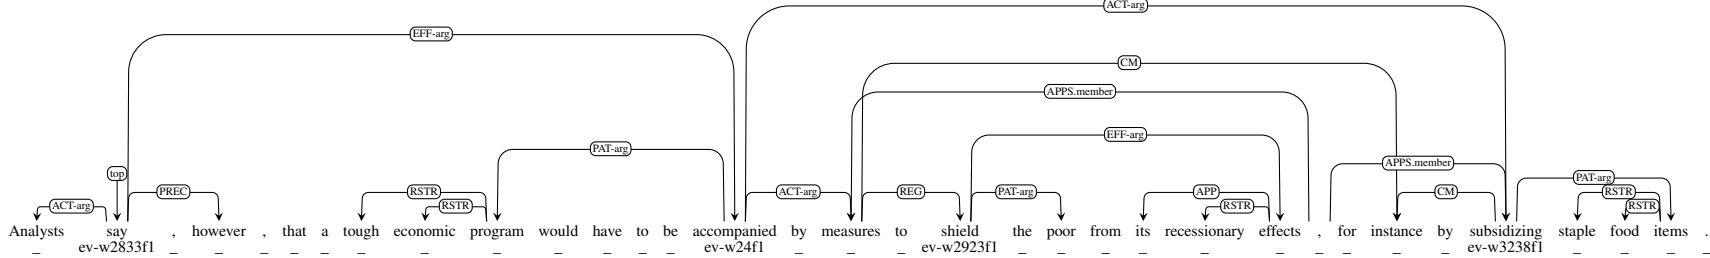 ACT-arg
EFF-arg
CM
APPS.member
EFF-arg
PAT-arg
APPS.member
top
PAT-arg
PREC RSTR ACT-arg REG PAT-arg APP CM RSTR
ACT-arg RSTR RSTR RSTR
Analysts say , however , that a tough economic program would have to be accompanied by measures to shield the poor from its recessionary effects , for instance by subsidizing staple food items .
ev-w2833f1 ev-w24f1 ev-w2923f1 ev-w3238f1
_ _ _ _ _ _ _ _ _ _ _ _ _ _ _ _ _ _ _ _ _ _ _ _ _ _ _ _ _